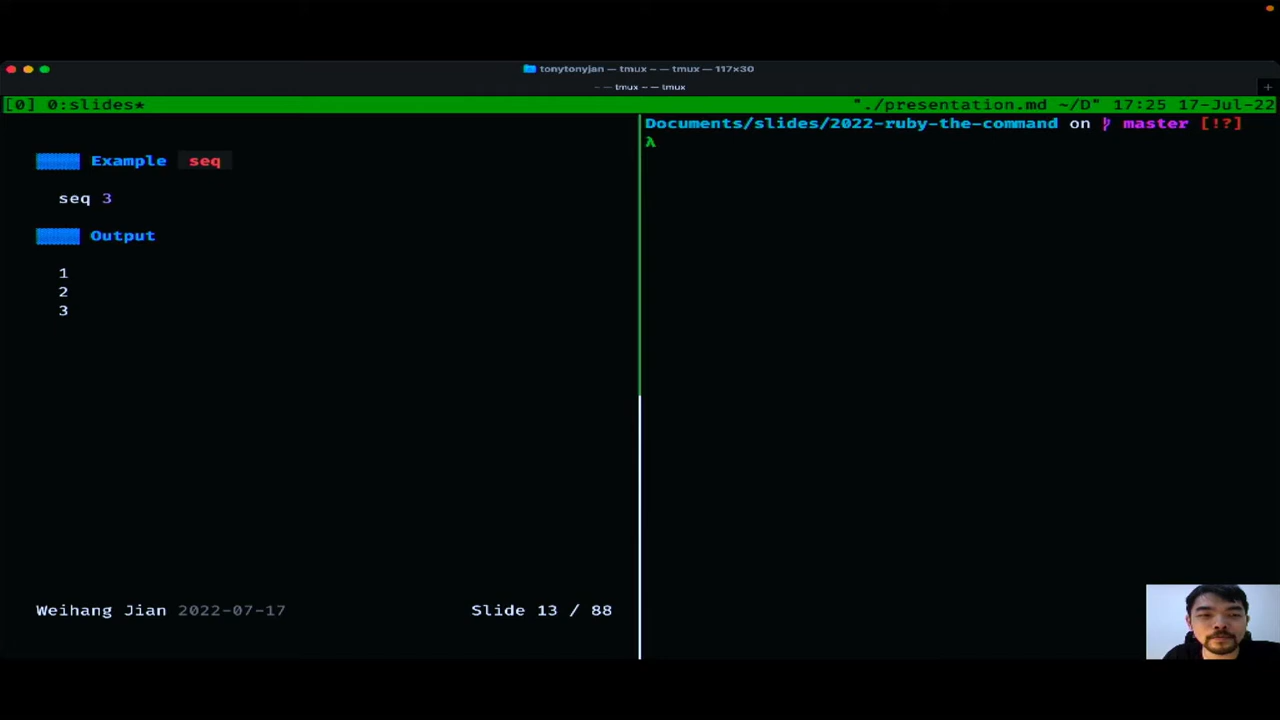 tonytonyjan — tmux - — tmux — 117×30
~ — tmux - — tmux
+
[0] 0:slides* "./presentation.md ~/D" 17:25 17-Jul-22
Example seq
seq 3
Output
1
2
3
Weihang Jian 2022-07-17 Slide 13 / 88
Documents/slides/2022-ruby-the-command on master [!?]
λ